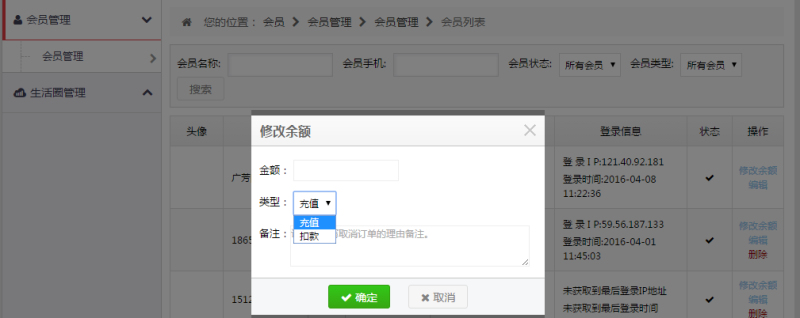 会员管理
会员管理
生活圈管理
您的位置： 会员 > 会员管理 > 会员管理 > 会员列表
会员名称:
会员手机:
会员状态: 所有会员
会员类型: 所有会员
搜索
头像
登录信息
状态
操作
广芳
登 录 I P:121.40.92.181
登录时间:2016-04-08
11:22:36
修改余额
编辑
1865
登 录 I P:59.56.187.133
登录时间:2016-04-01
11:45:03
修改余额
编辑
删除
1512
未获取到最后登录IP地址
未获取到最后登录时间
修改余额
编辑
删除
修改余额
金额：
类型： 充值
充值
扣款
备注：
取消订单的理由备注。
确定
取消